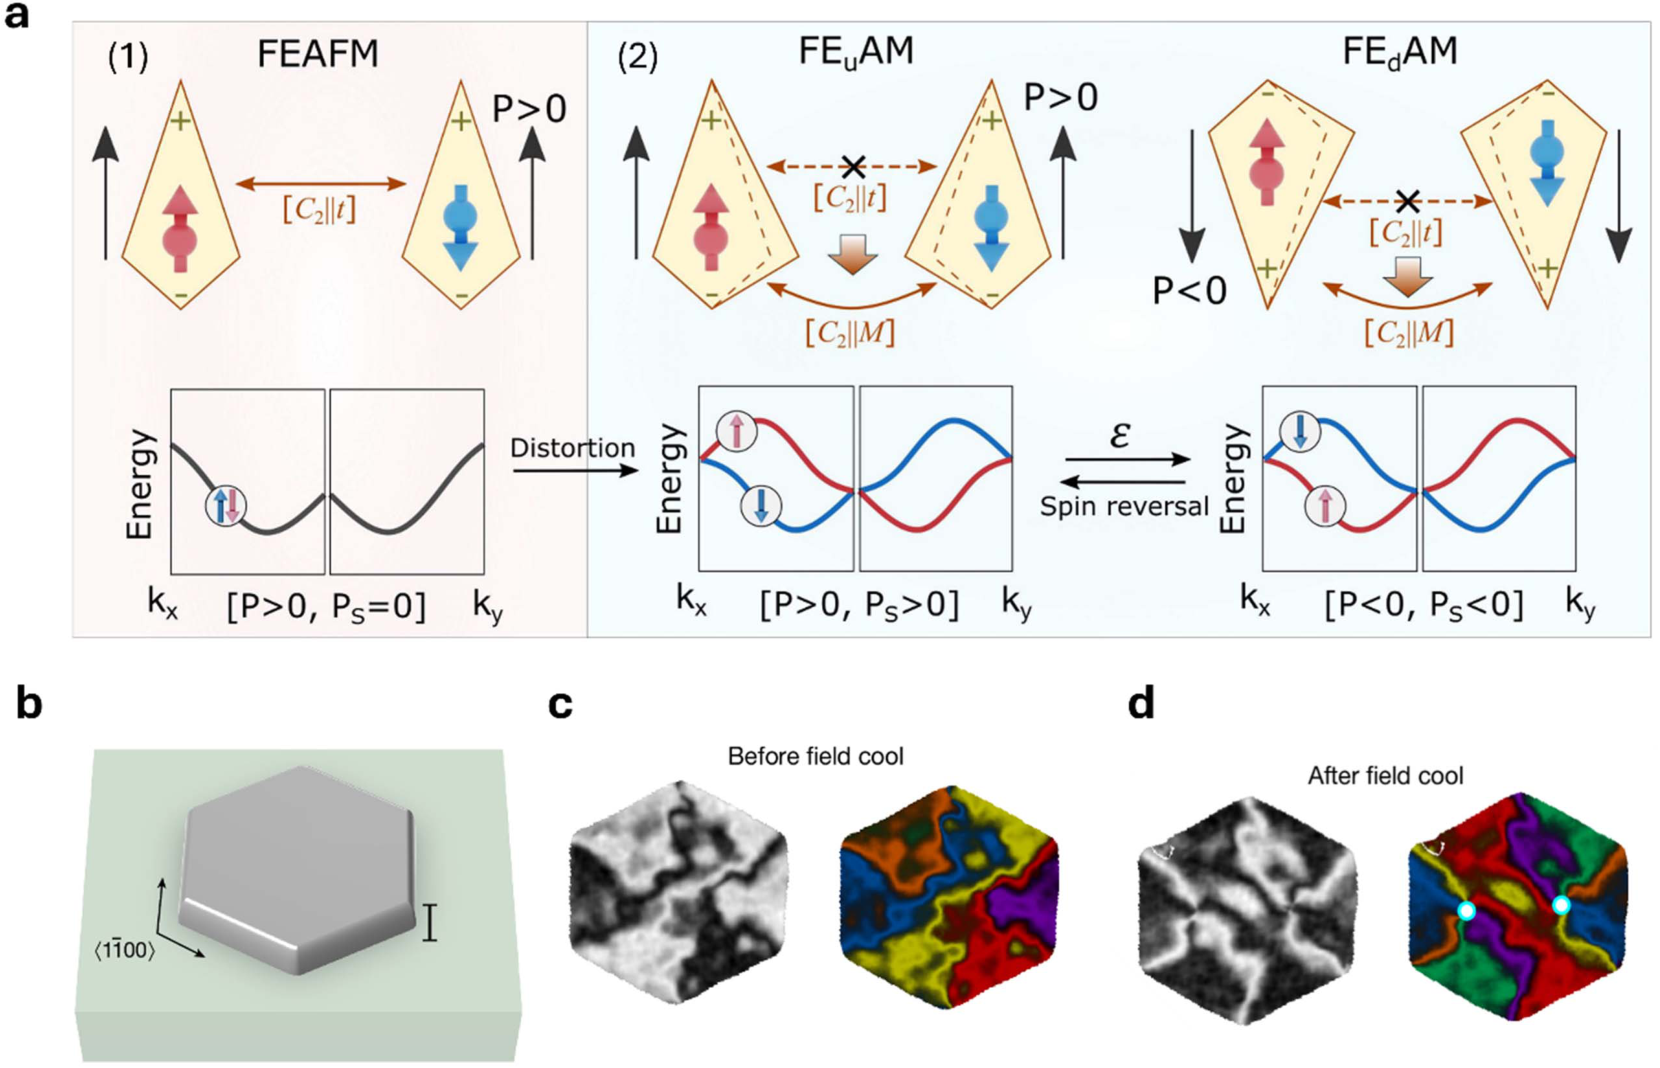 a
(1)
FEAFM
(2)
FEuAM
FEdAM
+
+
P>0
[C₂||t]
-
-
+
+
P>0
[C₂||t]
-
-
[C₂||M]
-
-
[C₂||t]
+
+
P<0
[C₂||M]
Energy
kx
[P>0, PS=0]
ky
Distortion
Energy
kx
[P>0, PS>0]
ky
ε
Spin reversal
Energy
kx
[P<0, PS<0]
ky
b
⟨11̅00⟩
c
Before field cool
d
After field cool